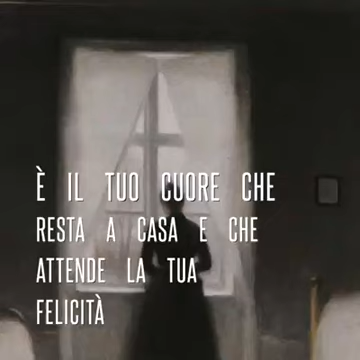 È IL TUO CUORE CHE
RESTA A CASA E CHE
ATTENDE LA TUA
FELICITÀ